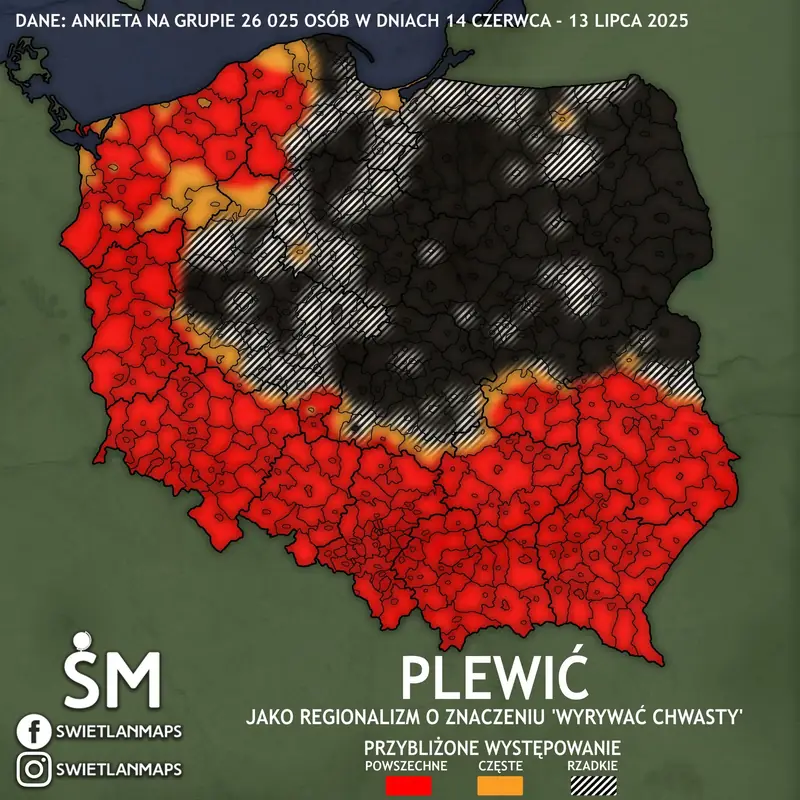 DANE: ANKIETA NA GRUPIE 26 025 OSÓB W DNIACH 14 CZERWCA - 13 LIPCA 2025
ŚM
SWIETLANMAPS
SWIETLANMAPS
PLEWIĆ
JAKO REGIONALIZM O ZNACZENIU 'WYRYWAĆ CHWASTY'
PRZYBLIŻONE WYSTĘPOWANIE
POWSZECHNE CZĘSTE RZADKIE